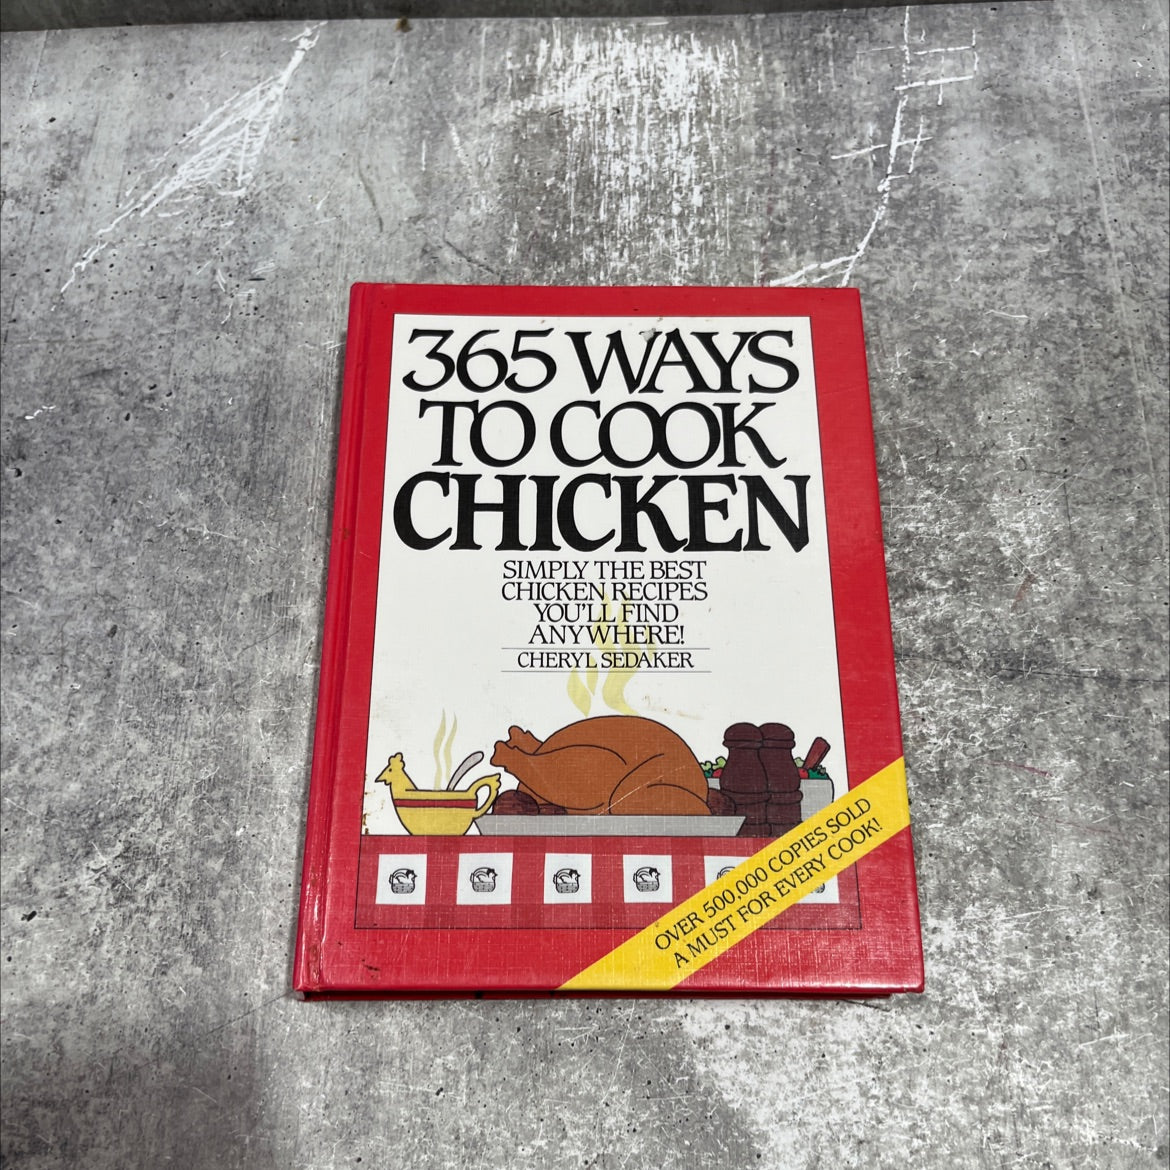 365 WAYS
TO COOK
CHICKEN
SIMPLY THE BEST
CHICKEN RECIPES
YOU'LL FIND
ANYWHERE!
CHERYL SEDAKER
OVER 500,000 COPIES SOLD
A MUST FOR EVERY COOK!